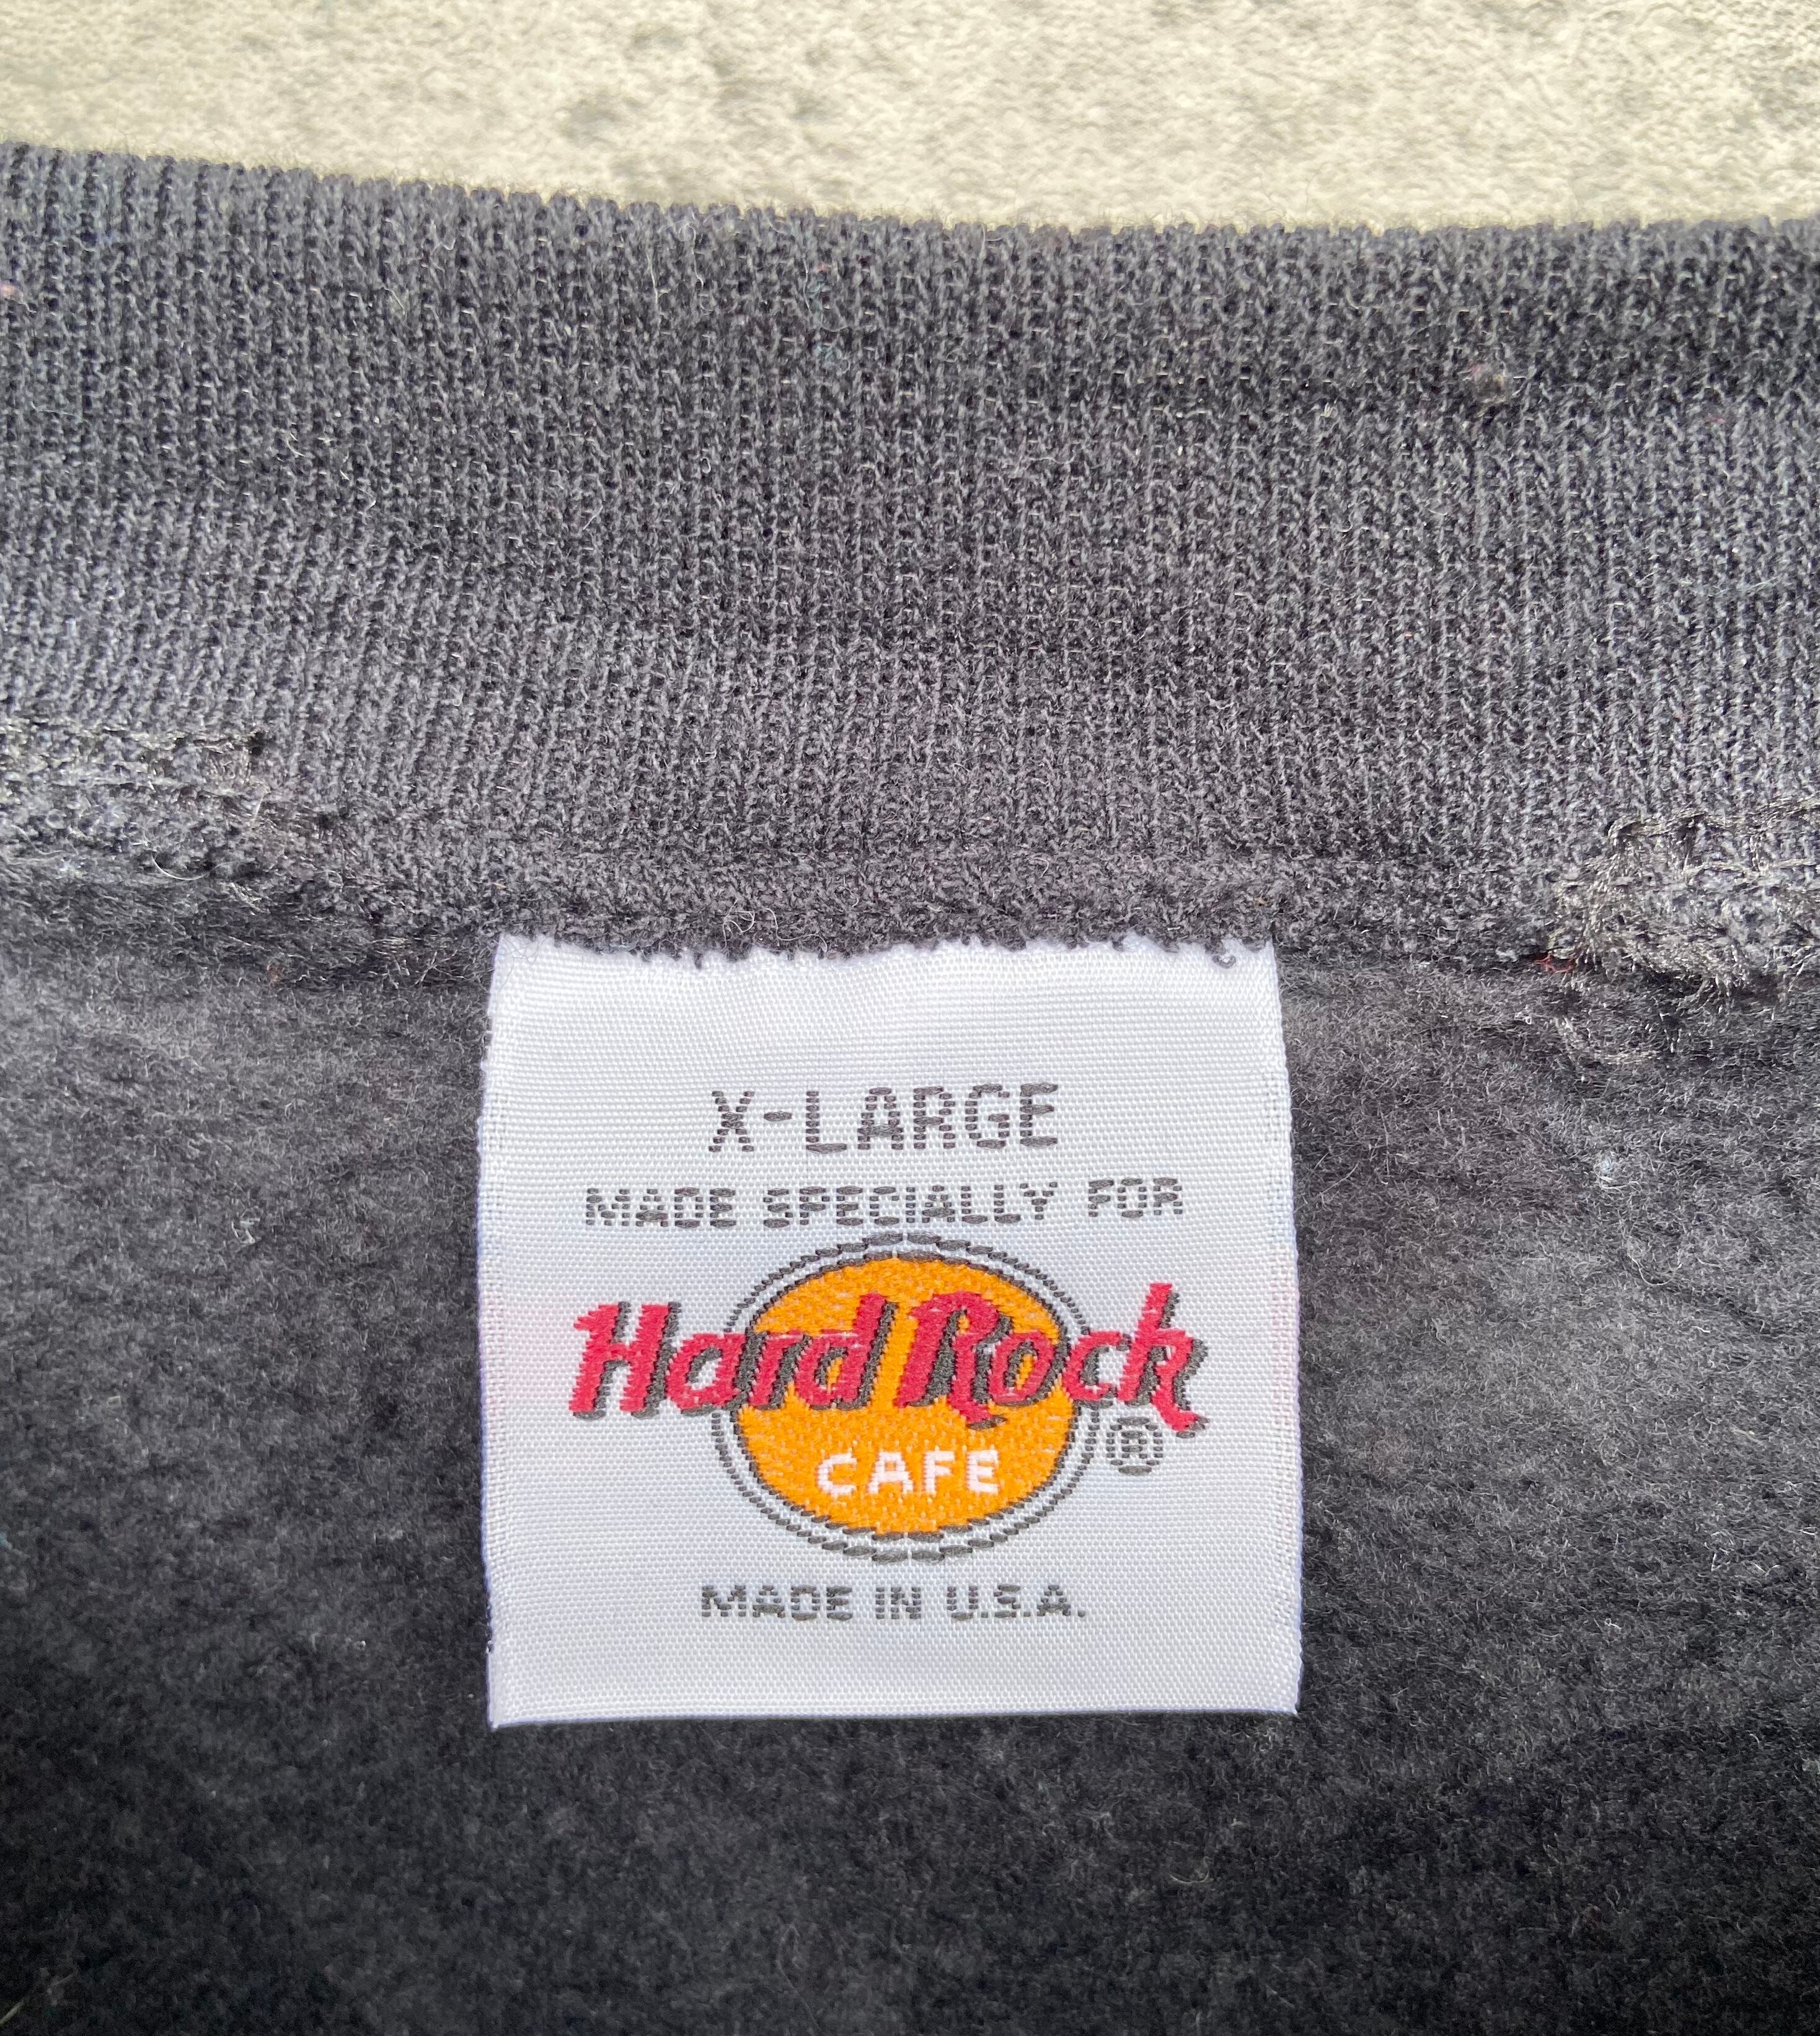 X-LARGE
MADE SPECIALLY FOR
Hard Rock
CAFE ®
MADE IN U.S.A.